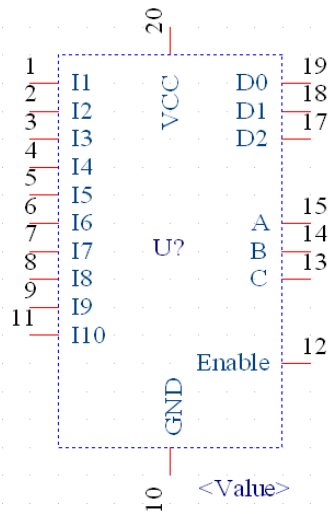 20
VCC
1 I1 D0 19
2 I2 D1 18
3 I3 D2 17
4 I4
5 I5
6 I6 A 15
7 I7 U? B 14
8 I8 C 13
9 I9
11 I10
Enable 12
GND
10
<Value>